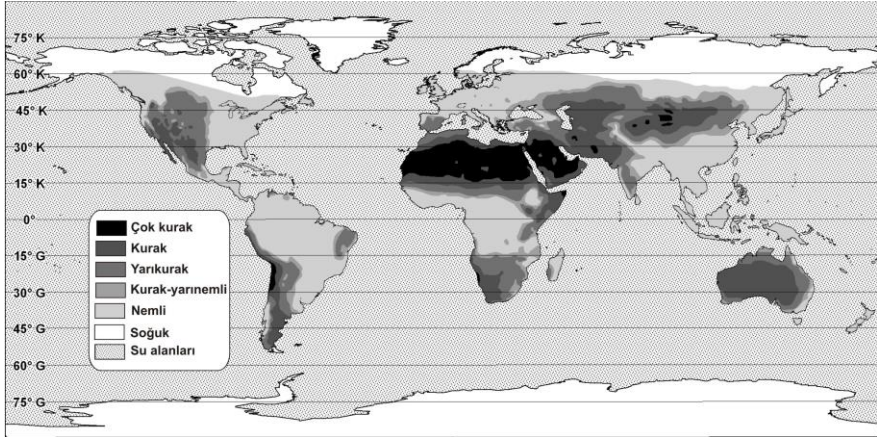 75° K
60° K
45° K
30° K
15° K
0°
15° G
30° G
45° G
60° G
75° G
Çok kurak
Kurak
Yarıkurak
Kurak-yarınemli
Nemli
Soğuk
Su alanları